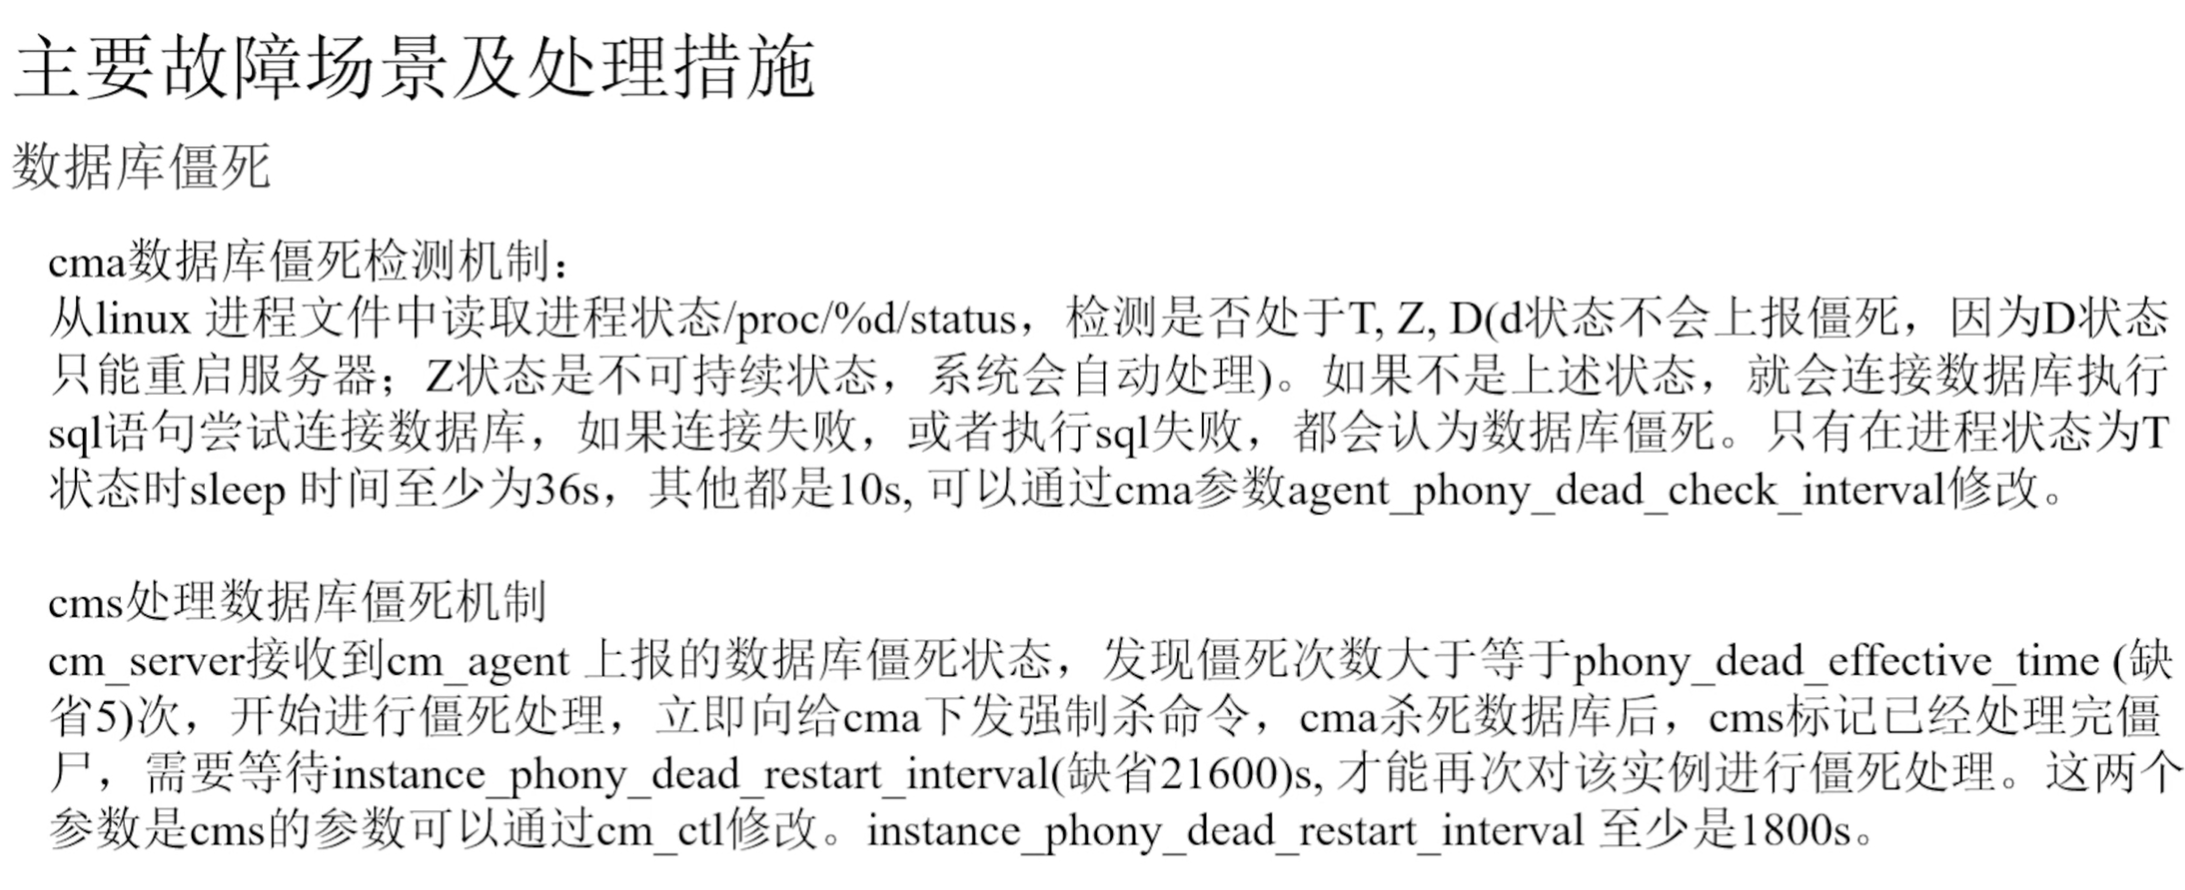 主要故障场景及处理措施
数据库僵死
cma数据库僵死检测机制：
从linux 进程文件中读取进程状态/proc/%d/status，检测是否处于T, Z, D(d状态不会上报僵死，因为D状态
只能重启服务器；Z状态是不可持续状态，系统会自动处理)。如果不是上述状态，就会连接数据库执行
sql语句尝试连接数据库，如果连接失败，或者执行sql失败，都会认为数据库僵死。只有在进程状态为T
状态时sleep 时间至少为36s，其他都是10s, 可以通过cma参数agent_phony_dead_check_interval修改。
cms处理数据库僵死机制
cm_server接收到cm_agent 上报的数据库僵死状态，发现僵死次数大于等于phony_dead_effective_time (缺
省5)次，开始进行僵死处理，立即向给cma下发强制杀命令，cma杀死数据库后，cms标记已经处理完僵
尸，需要等待instance_phony_dead_restart_interval(缺省21600)s, 才能再次对该实例进行僵死处理。这两个
参数是cms的参数可以通过cm_ctl修改。instance_phony_dead_restart_interval 至少是1800s。